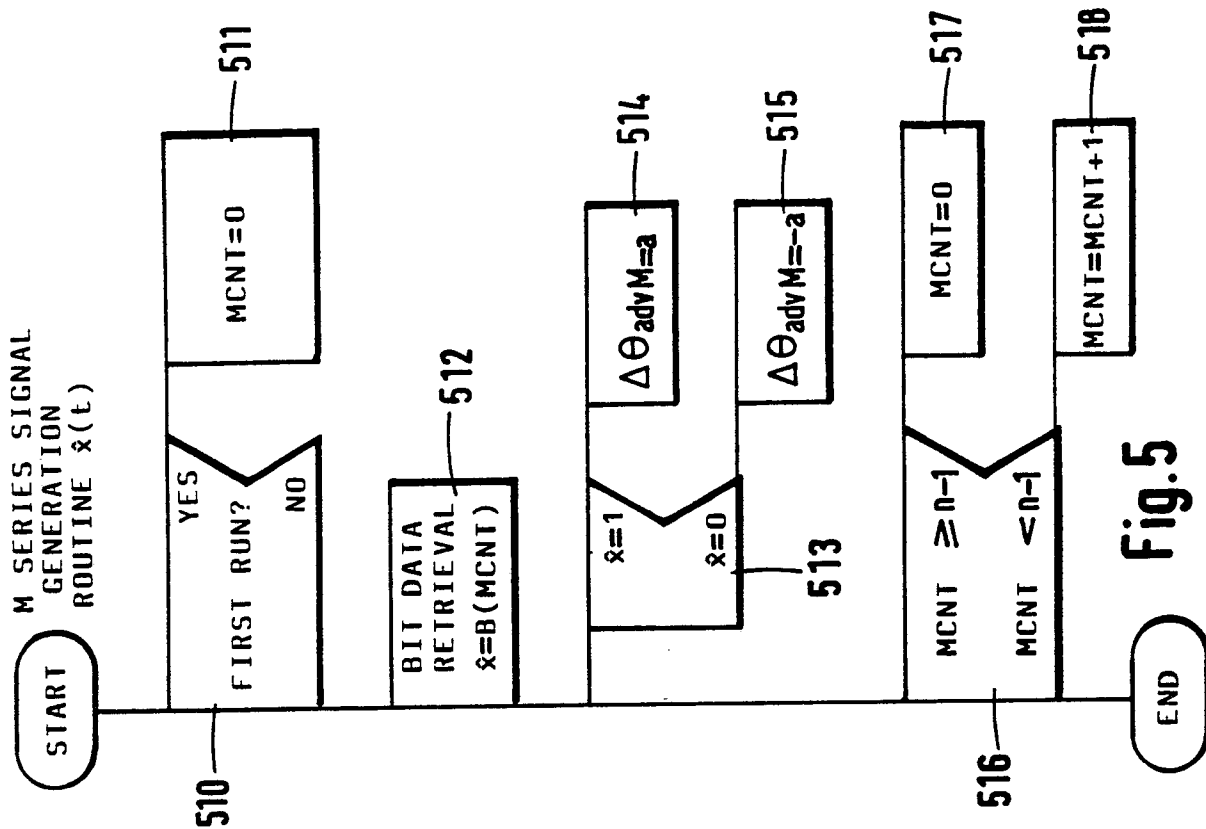 M SERIES SIGNAL
GENERATION
ROUTINE x̂(t)
START
510
FIRST RUN?
YES
NO
MCNT=0
511
BIT DATA
RETRIEVAL
x̂=B(MCNT)
512
x̂=1
x̂=0
513
ΔθadvM=a
514
ΔθadvM=-a
515
MCNT ≥n-1
MCNT <n-1
516
MCNT=0
517
MCNT=MCNT+1
518
END
Fig.5